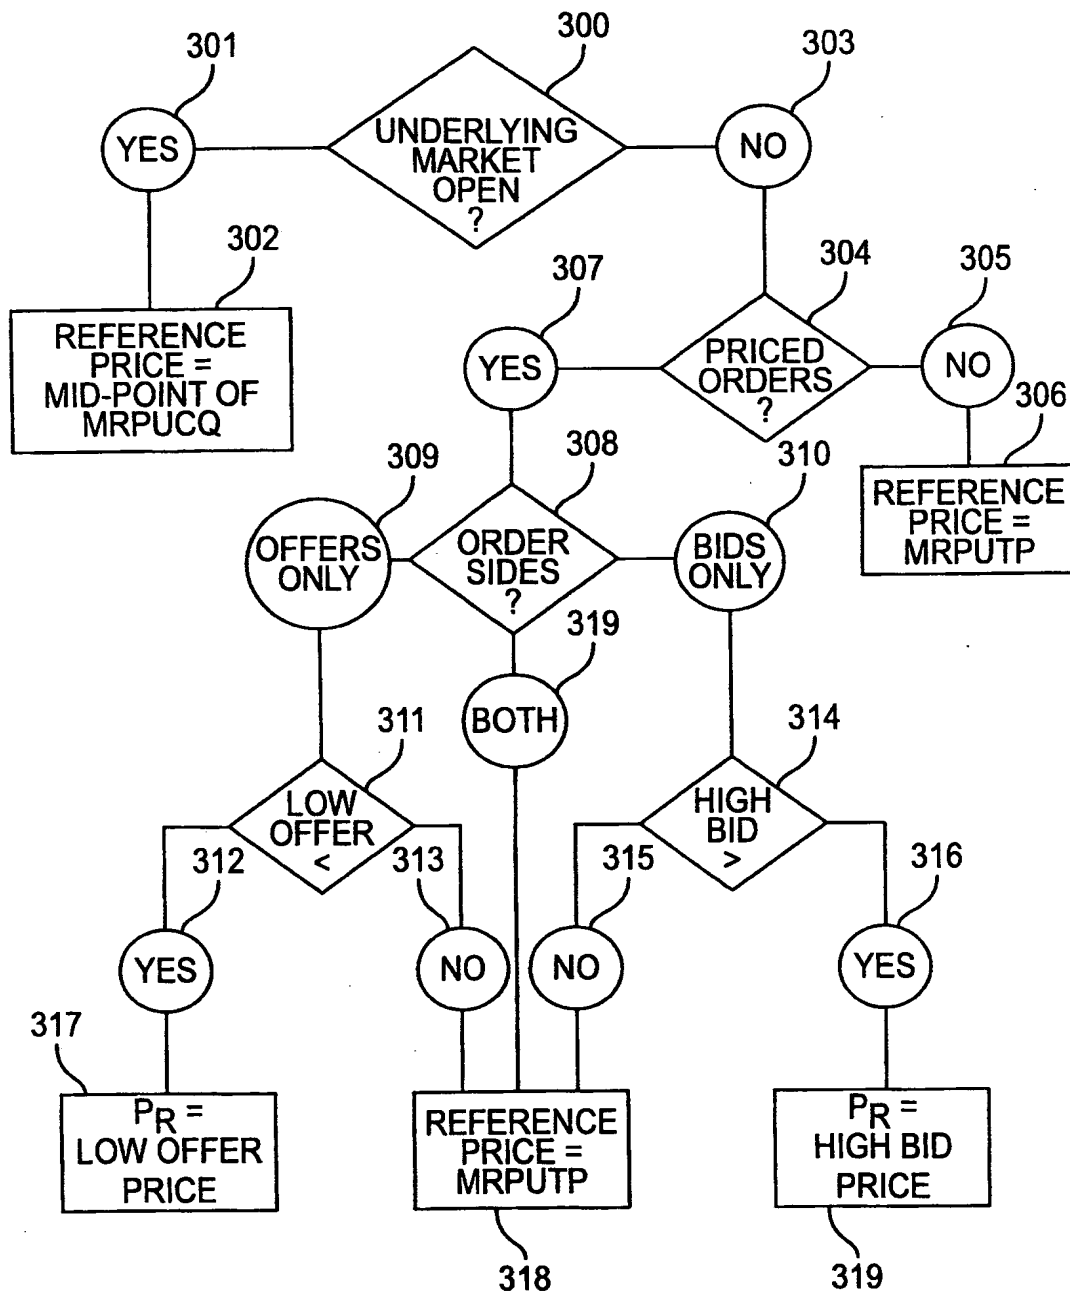 300
301
303
YES
UNDERLYING
MARKET
OPEN
?
NO
302
307
304
305
REFERENCE
PRICE =
MID-POINT OF
MRPUCQ
YES
PRICED
ORDERS
?
NO
306
309
308
310
REFERENCE
PRICE =
MRPUTP
OFFERS
ONLY
ORDER
SIDES
?
BIDS
ONLY
319
BOTH
311
314
LOW
OFFER
<
HIGH
BID
>
312
313
315
316
YES
NO
NO
YES
317
PR =
LOW OFFER
PRICE
REFERENCE
PRICE =
MRPUTP
PR =
HIGH BID
PRICE
318
319